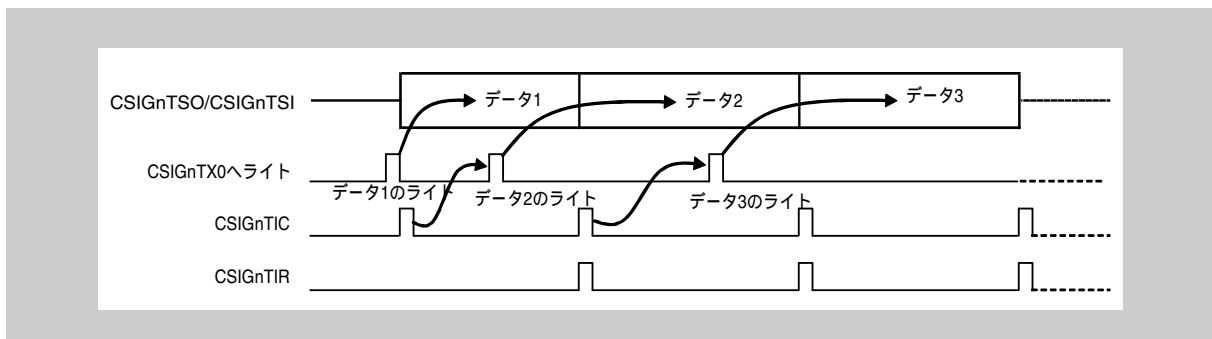 CSIGnTSO/CSIGnTSI
データ1
データ2
データ3
CSIGnTX0へライト
データ1のライト
データ2のライト
データ3のライト
CSIGnTIC
CSIGnTIR